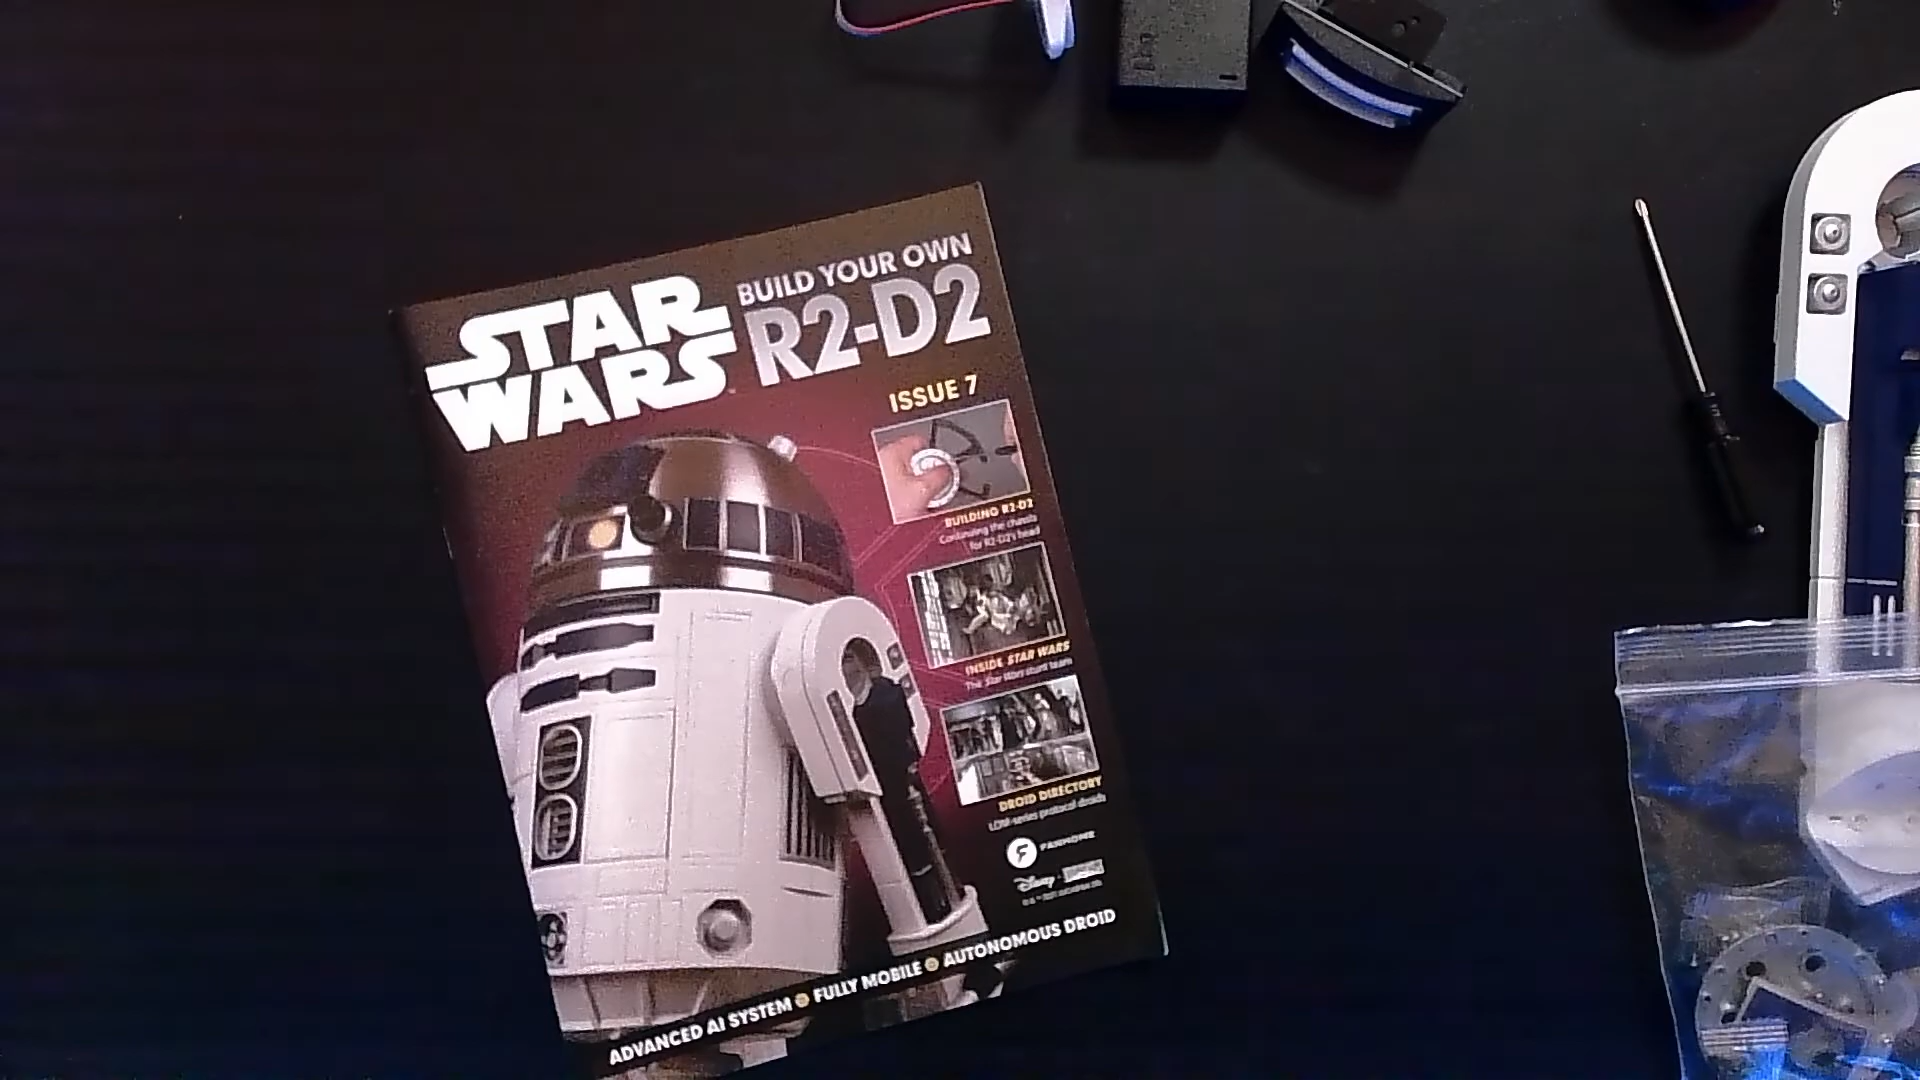 STAR
WARS
BUILD YOUR OWN
R2-D2
ISSUE 7
BUILDING R2-D2
Continuing the chassis
for R2-D2's head
INSIDE STAR WARS
The Star Wars stunt team
DROID DIRECTORY
LOM-series protocol droids
FANHOME
Disney
ADVANCED AI SYSTEM FULLY MOBILE AUTONOMOUS DROID